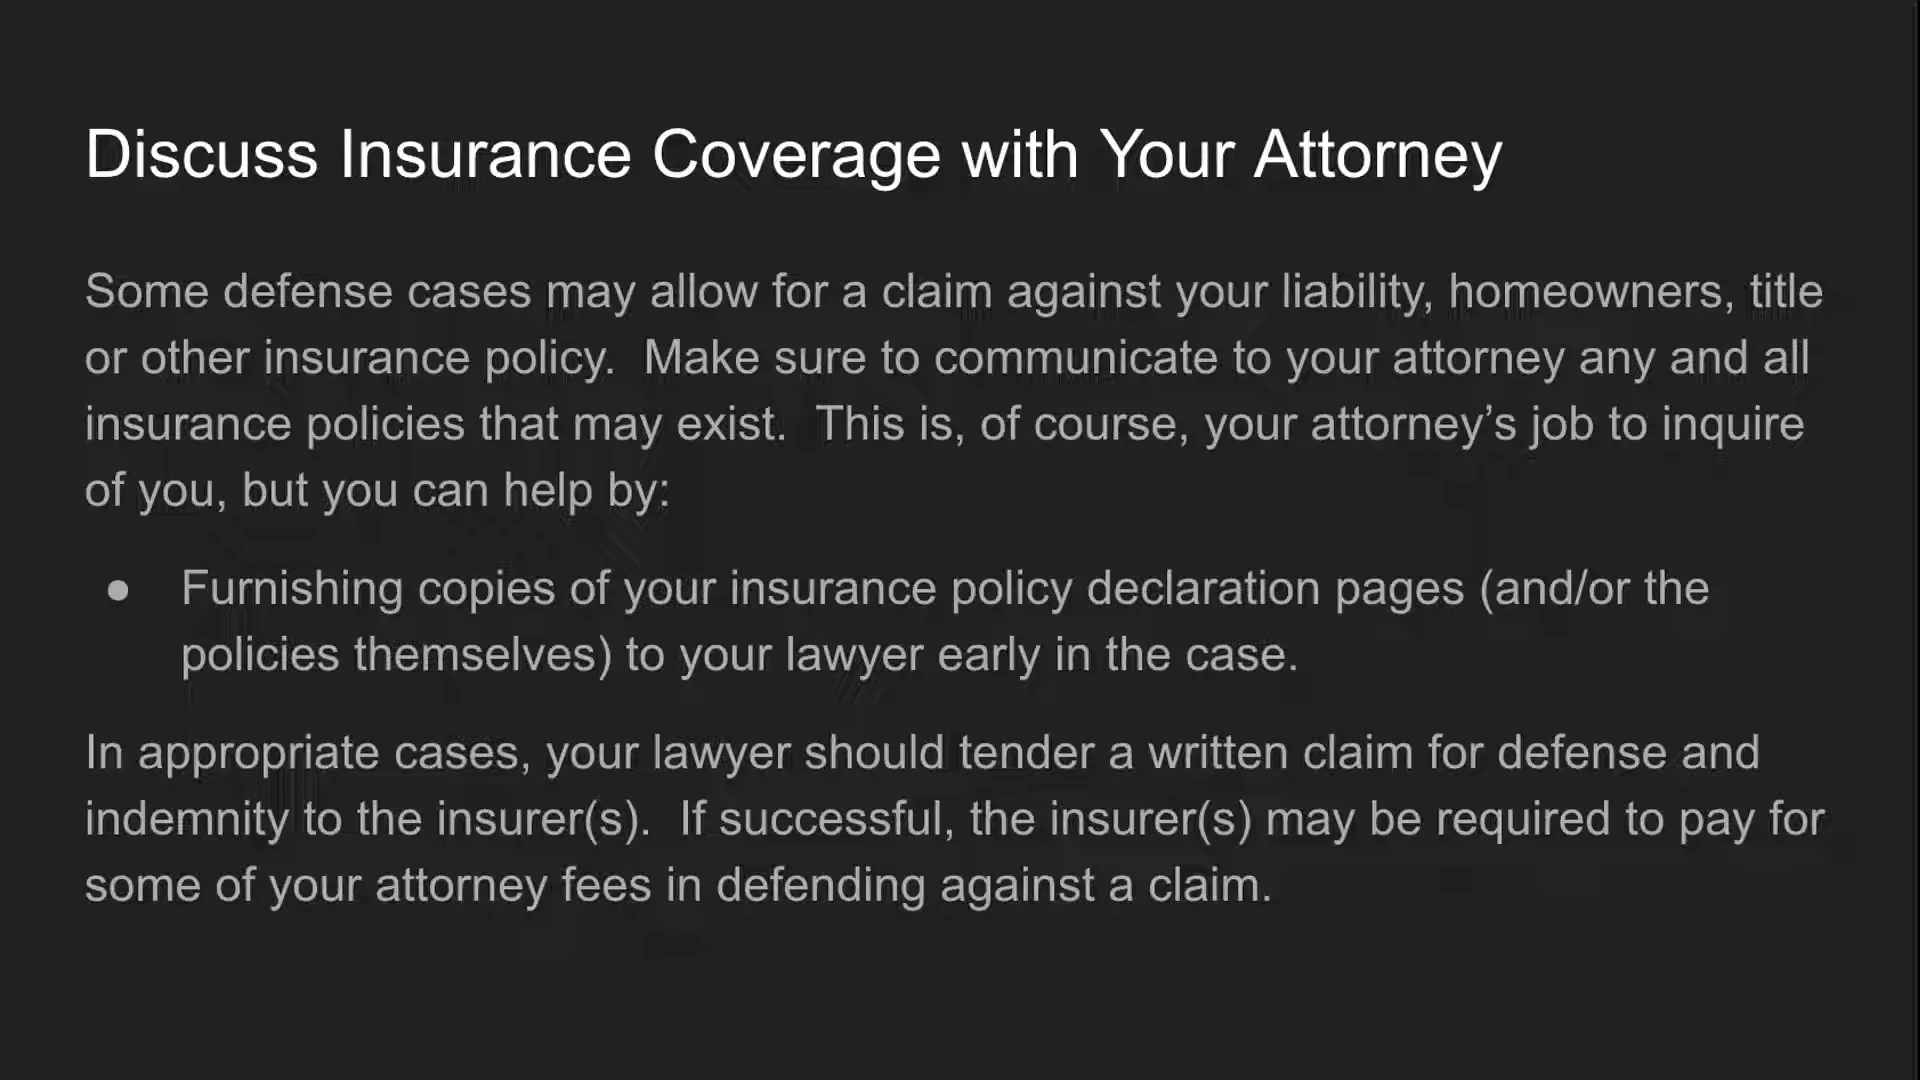 Discuss Insurance Coverage with Your Attorney
Some defense cases may allow for a claim against your liability, homeowners, title
or other insurance policy.  Make sure to communicate to your attorney any and all
insurance policies that may exist.  This is, of course, your attorney’s job to inquire
of you, but you can help by:
● Furnishing copies of your insurance policy declaration pages (and/or the
policies themselves) to your lawyer early in the case.
In appropriate cases, your lawyer should tender a written claim for defense and
indemnity to the insurer(s).  If successful, the insurer(s) may be required to pay for
some of your attorney fees in defending against a claim.